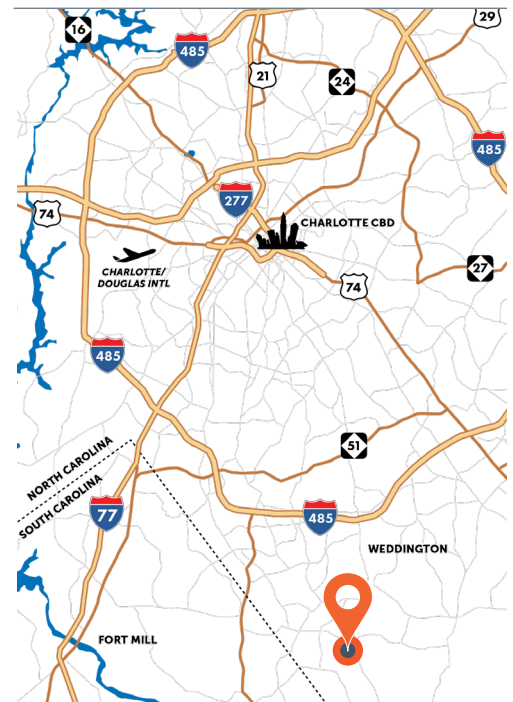 29
16
485
21
24
485
277
74
CHARLOTTE CBD
CHARLOTTE/
DOUGLAS INTL
27
74
485
51
NORTH CAROLINA
SOUTH CAROLINA
77
485
WEDDINGTON
FORT MILL